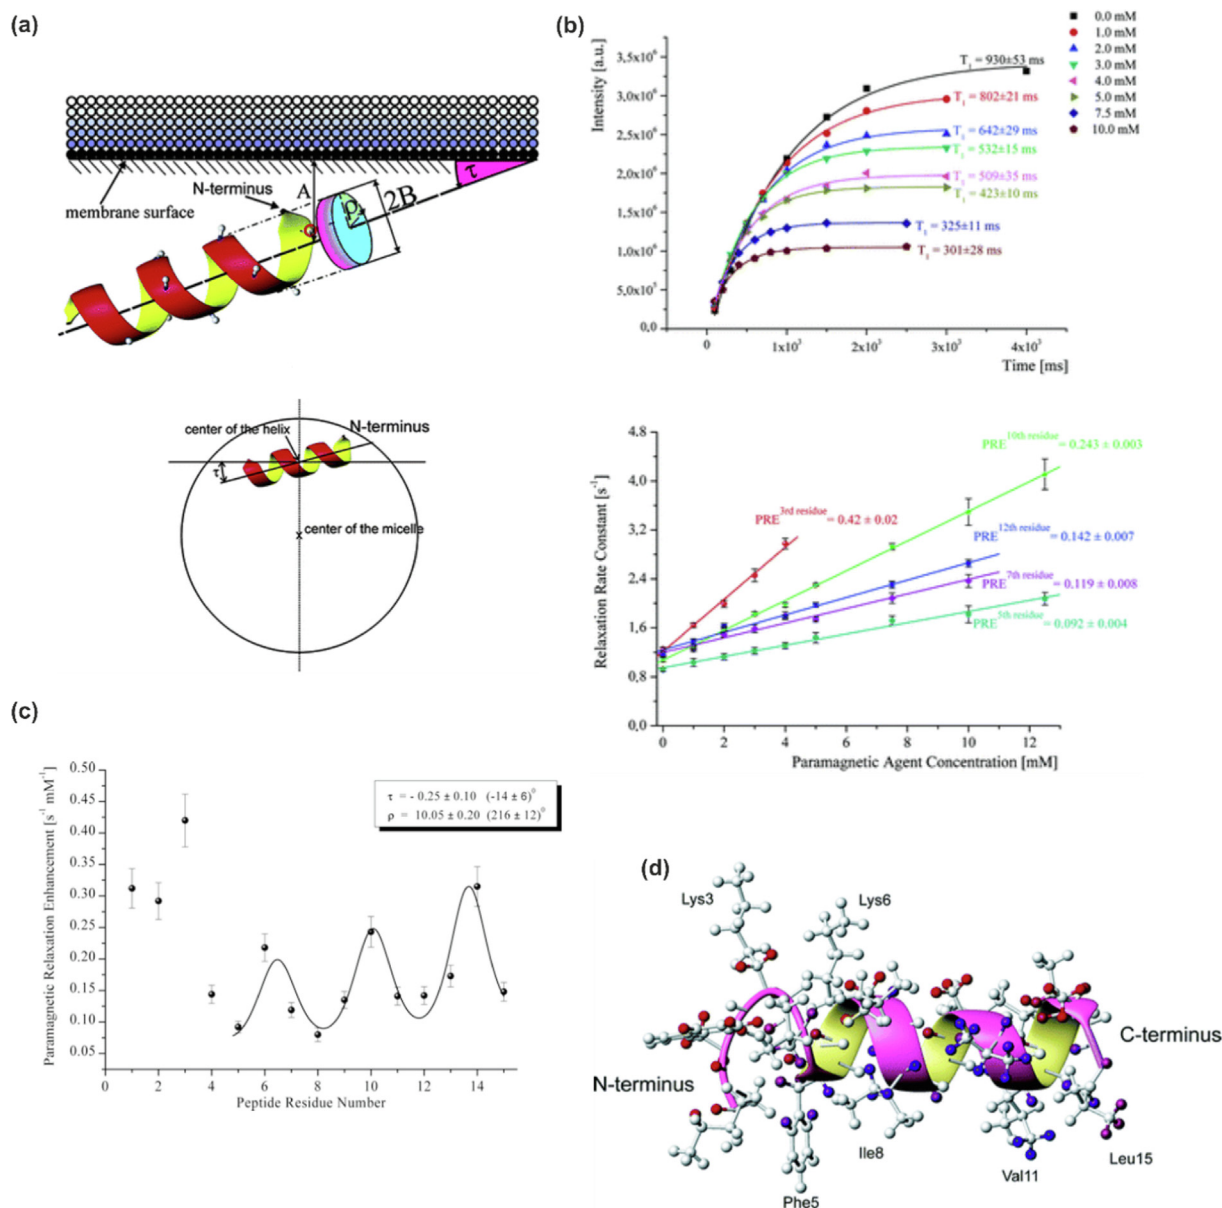 (a)
N-terminus
A
membrane surface
τ
ρ
2B
center of the helix
N-terminus
τ
center of the micelle
(b)
Intensity [a.u.]
3,5x10⁶
3,0x10⁶
2,5x10⁶
2,0x10⁶
1,5x10⁶
1,0x10⁶
5,0x10⁵
0,0
0.0 mM
1.0 mM
2.0 mM
3.0 mM
4.0 mM
5.0 mM
7.5 mM
10.0 mM
T₁ = 930±53 ms
T₁ = 802±21 ms
T₁ = 642±29 ms
T₁ = 532±15 ms
T₁ = 509±35 ms
T₁ = 423±10 ms
T₁ = 325±11 ms
T₁ = 301±28 ms
0 1x10³ 2x10³ 3x10³ 4x10³
Time [ms]
Relaxation Rate Constant [s⁻¹]
4,8
4,0
3,2
2,4
1,6
0,8
0,0
PRE 10th residue = 0.243 ± 0.003
PRE 3rd residue = 0.42 ± 0.02
PRE 12th residue = 0.142 ± 0.007
PRE 7th residue = 0.119 ± 0.008
PRE 5th residue = 0.092 ± 0.004
0 2 4 6 8 10 12
Paramagnetic Agent Concentration [mM]
(c)
Paramagnetic Relaxation Enhancement [s⁻¹ mM⁻¹]
0.50
0.45
0.40
0.35
0.30
0.25
0.20
0.15
0.10
0.05
τ = - 0.25 ± 0.10 (-14 ± 6)⁰
ρ = 10.05 ± 0.20 (216 ± 12)⁰
0 2 4 6 8 10 12 14
Peptide Residue Number
(d)
Lys3
Lys6
N-terminus
C-terminus
Phe5
Ile8
Val11
Leu15